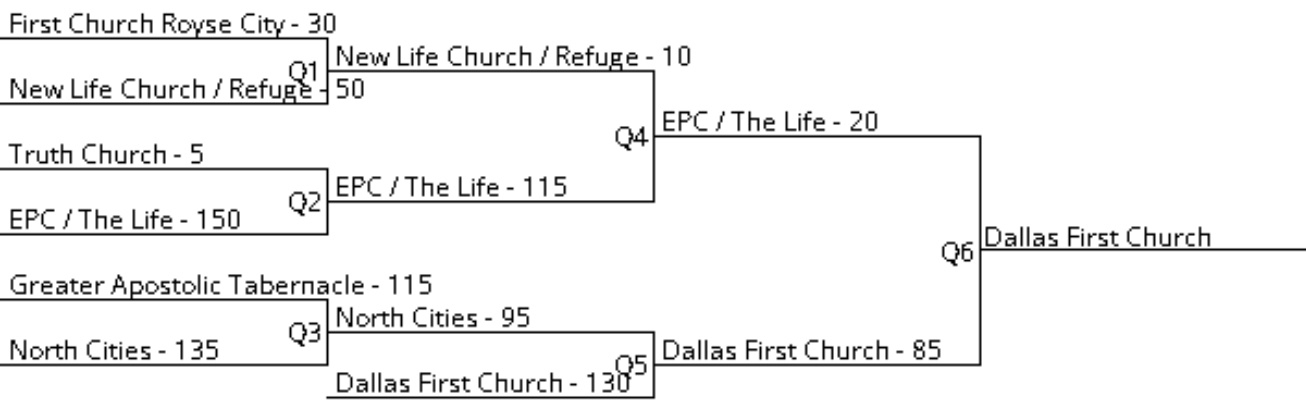 First Church Royse City - 30
New Life Church / Refuge - 10
Q1
New Life Church / Refuge - 50
EPC / The Life - 20
Q4
Truth Church - 5
EPC / The Life - 115
Q2
EPC / The Life - 150
Dallas First Church
Q6
Greater Apostolic Tabernacle - 115
North Cities - 95
Q3
North Cities - 135
Dallas First Church - 85
Q5
Dallas First Church - 130